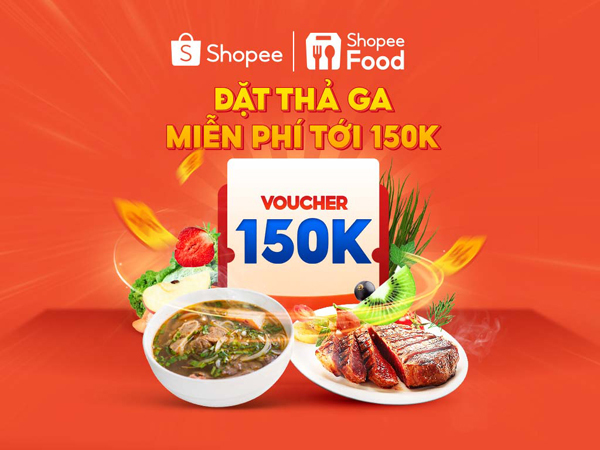 Shopee
Shopee
Food
ĐẶT THẢ GA
MIỄN PHÍ TỚI 150K
VOUCHER
150K